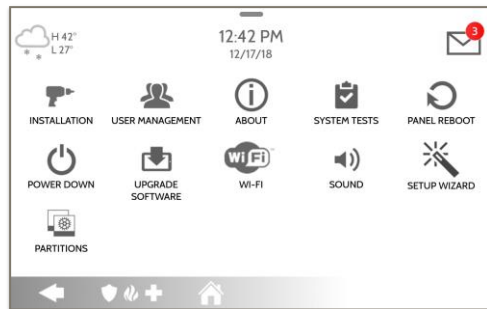 H 42°
L 27°
12:42 PM
12/17/18
3
INSTALLATION
USER MANAGEMENT
ABOUT
SYSTEM TESTS
PANEL REBOOT
POWER DOWN
UPGRADE
SOFTWARE
Wi Fi
WI-FI
SOUND
SETUP WIZARD
PARTITIONS